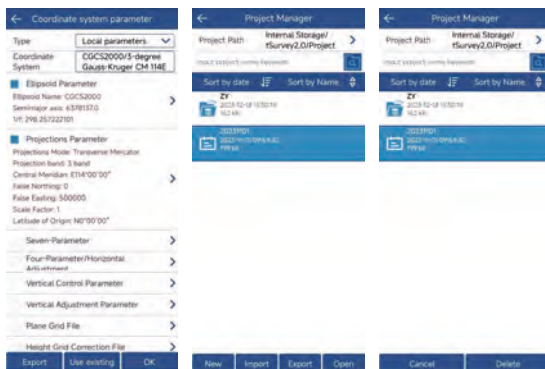 Coordinate system parameter
Type
Local parameters
Coordinate System
CGCS2000/3-degree
Gauss-Kruger CM 114E
Ellipsoid Parameter
Ellipsoid Name: CGCS2000
Semimajor axis: 6378137.0
1/f: 298.257222101
Projections Parameter
Projections Mode: Transverse Mercator
Projection band: 3 band
Central Meridian: E114°00'00"
False Northing: 0
False Easting: 500000
Scale Factor: 1
Latitude of Origin: N0°00'00"
Seven-Parameter
Four-Parameter/Horizontal
Adjustment
Vertical Control Parameter
Vertical Adjustment Parameter
Plane Grid File
Height Grid Correction File
Export
Use existing
OK
Project Manager
Project Path
Internal Storage/
tSurvey2.0/Project
Sort by date
Sort by Name
ZY
20231101
New
Import
Export
Open
Project Manager
Project Path
Internal Storage/
tSurvey2.0/Project
Sort by date
Sort by Name
ZY
20231101
Cancel
Delete